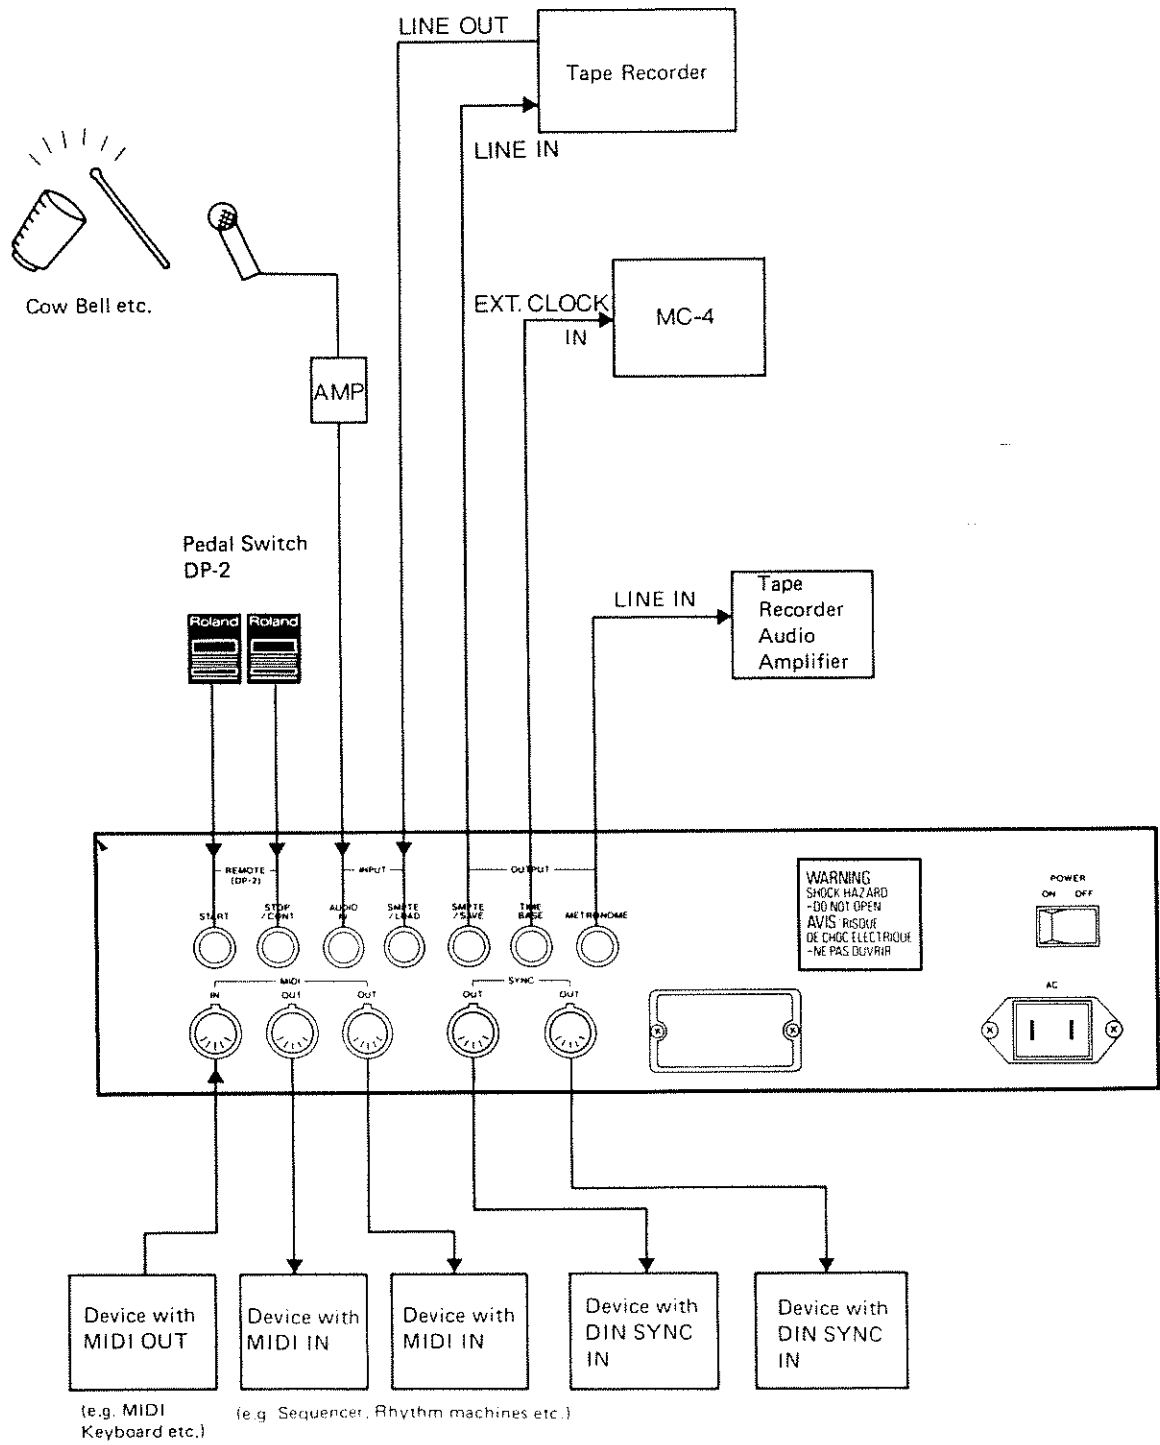 LINE OUT
Tape Recorder
LINE IN
Cow Bell etc.
EXT. CLOCK
IN
MC-4
AMP
Pedal Switch
DP-2
Roland
Roland
LINE IN
Tape
Recorder
Audio
Amplifier
REMOTE
(DP-2)
INPUT
OUTPUT
START
STOP
/CONT
AUDIO
IN
SMPTE
/LOAD
SMPTE
/SAVE
TIME
BASE
METRONOME
WARNING
SHOCK HAZARD
-DO NOT OPEN
AVIS: RISQUE
DE CHOC ELECTRIQUE
-NE PAS OUVRIR
POWER
ON OFF
MIDI
IN
OUT
OUT
SYNC
OUT
OUT
AC
Device with
MIDI OUT
Device with
MIDI IN
Device with
MIDI IN
Device with
DIN SYNC
IN
Device with
DIN SYNC
IN
(e.g. MIDI
Keyboard etc.)
(e.g. Sequencer, Rhythm machines etc.)